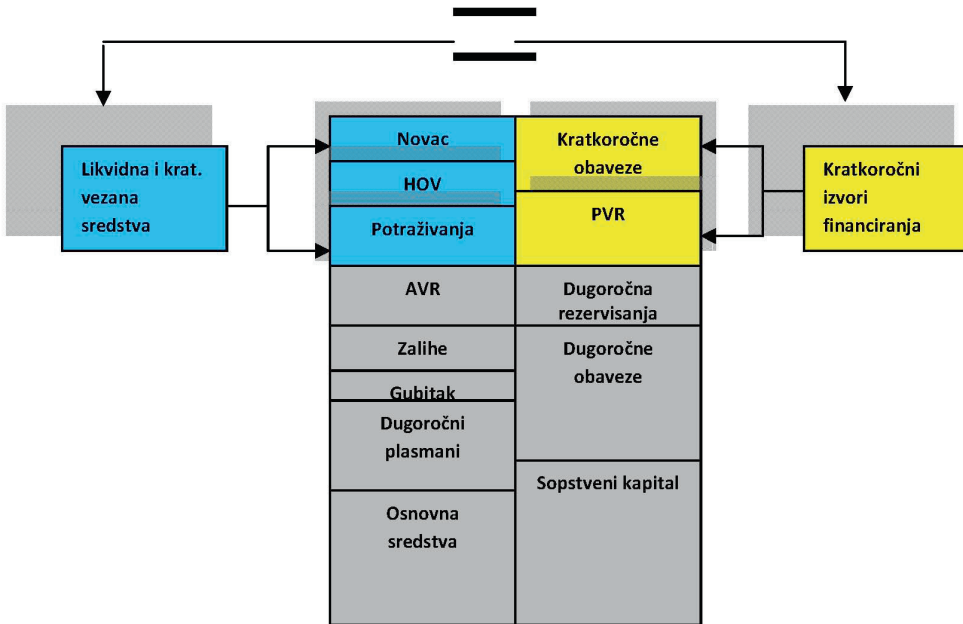 Likvidna i krat.
vezana
sredstva
Novac
HOV
Potraživanja
AVR
Zalihe
Gubitak
Dugoročni
plasmani
Osnovna
sredstva
Kratkoročne
obaveze
PVR
Dugoročna
rezervisanja
Dugoročne
obaveze
Sopstveni kapital
Kratkoročni
izvori
financiranja